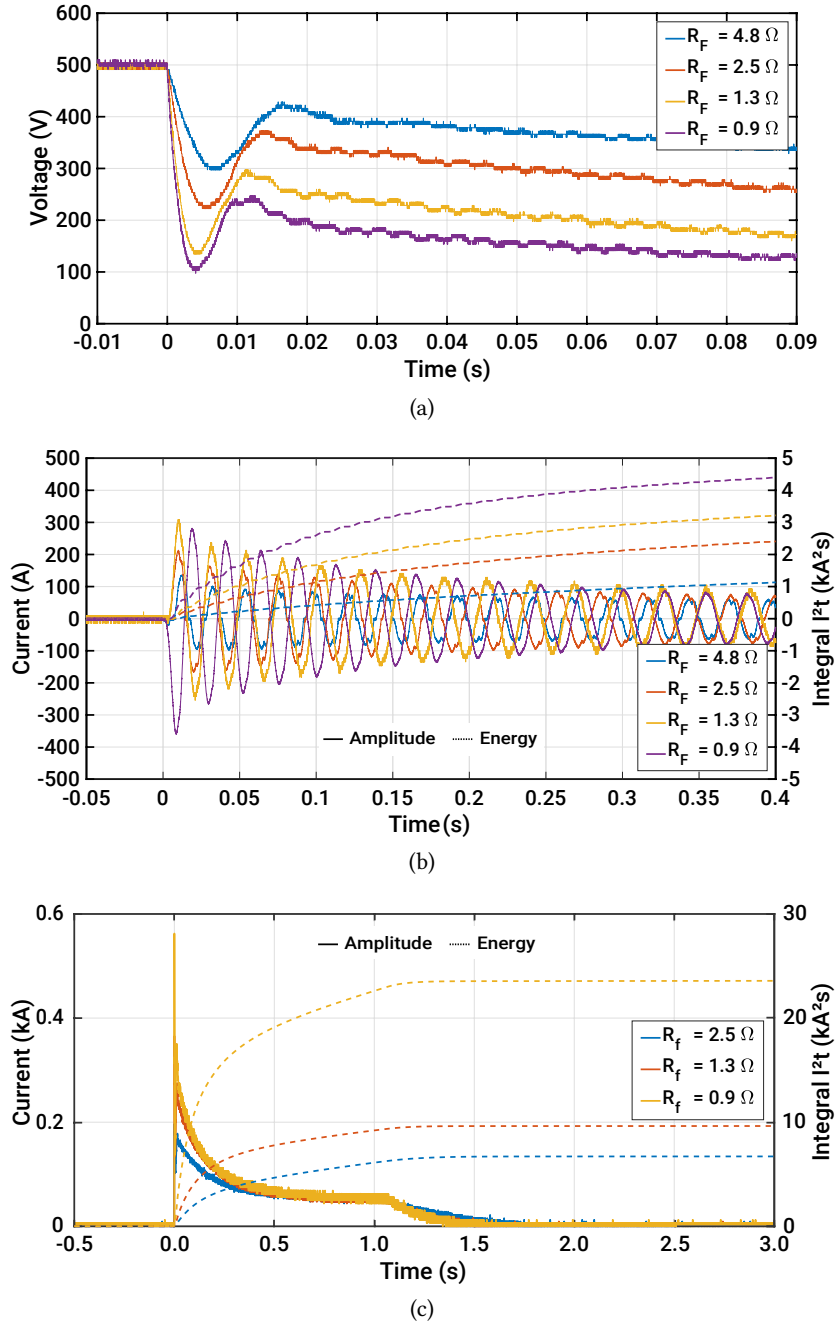 600
500
400
300
200
100
0
Voltage (V)
R_F = 4.8 Ω
R_F = 2.5 Ω
R_F = 1.3 Ω
R_F = 0.9 Ω
-0.01 0 0.01 0.02 0.03 0.04 0.05 0.06 0.07 0.08 0.09
Time (s)
(a)
500
400
300
200
100
0
-100
-200
-300
-400
-500
Current (A)
5
4
3
2
1
0
-1
-2
-3
-4
-5
Integral I²t (kA²s)
Amplitude Energy
R_F = 4.8 Ω
R_F = 2.5 Ω
R_F = 1.3 Ω
R_F = 0.9 Ω
-0.05 0 0.05 0.1 0.15 0.2 0.25 0.3 0.35 0.4
Time (s)
(b)
0.6
0.4
0.2
0
Current (kA)
30
20
10
0
Integral I²t (kA²s)
Amplitude Energy
R_f = 2.5 Ω
R_f = 1.3 Ω
R_f = 0.9 Ω
-0.5 0.0 0.5 1.0 1.5 2.0 2.5 3.0
Time (s)
(c)